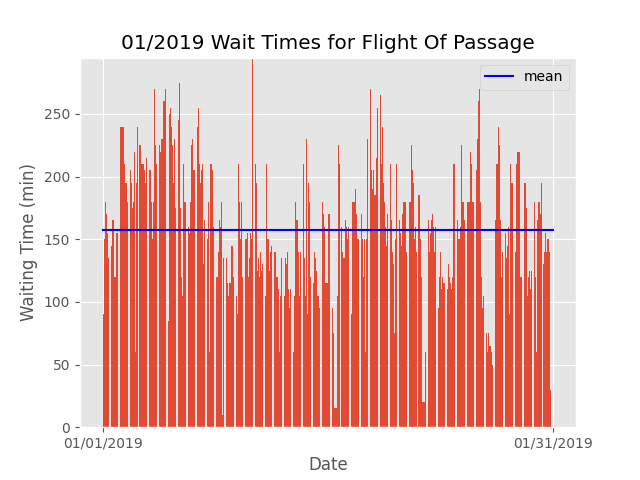 01/2019 Wait Times for Flight Of Passage
mean
Waiting Time (min)
250
200
150
100
50
0
01/01/2019 01/31/2019
Date